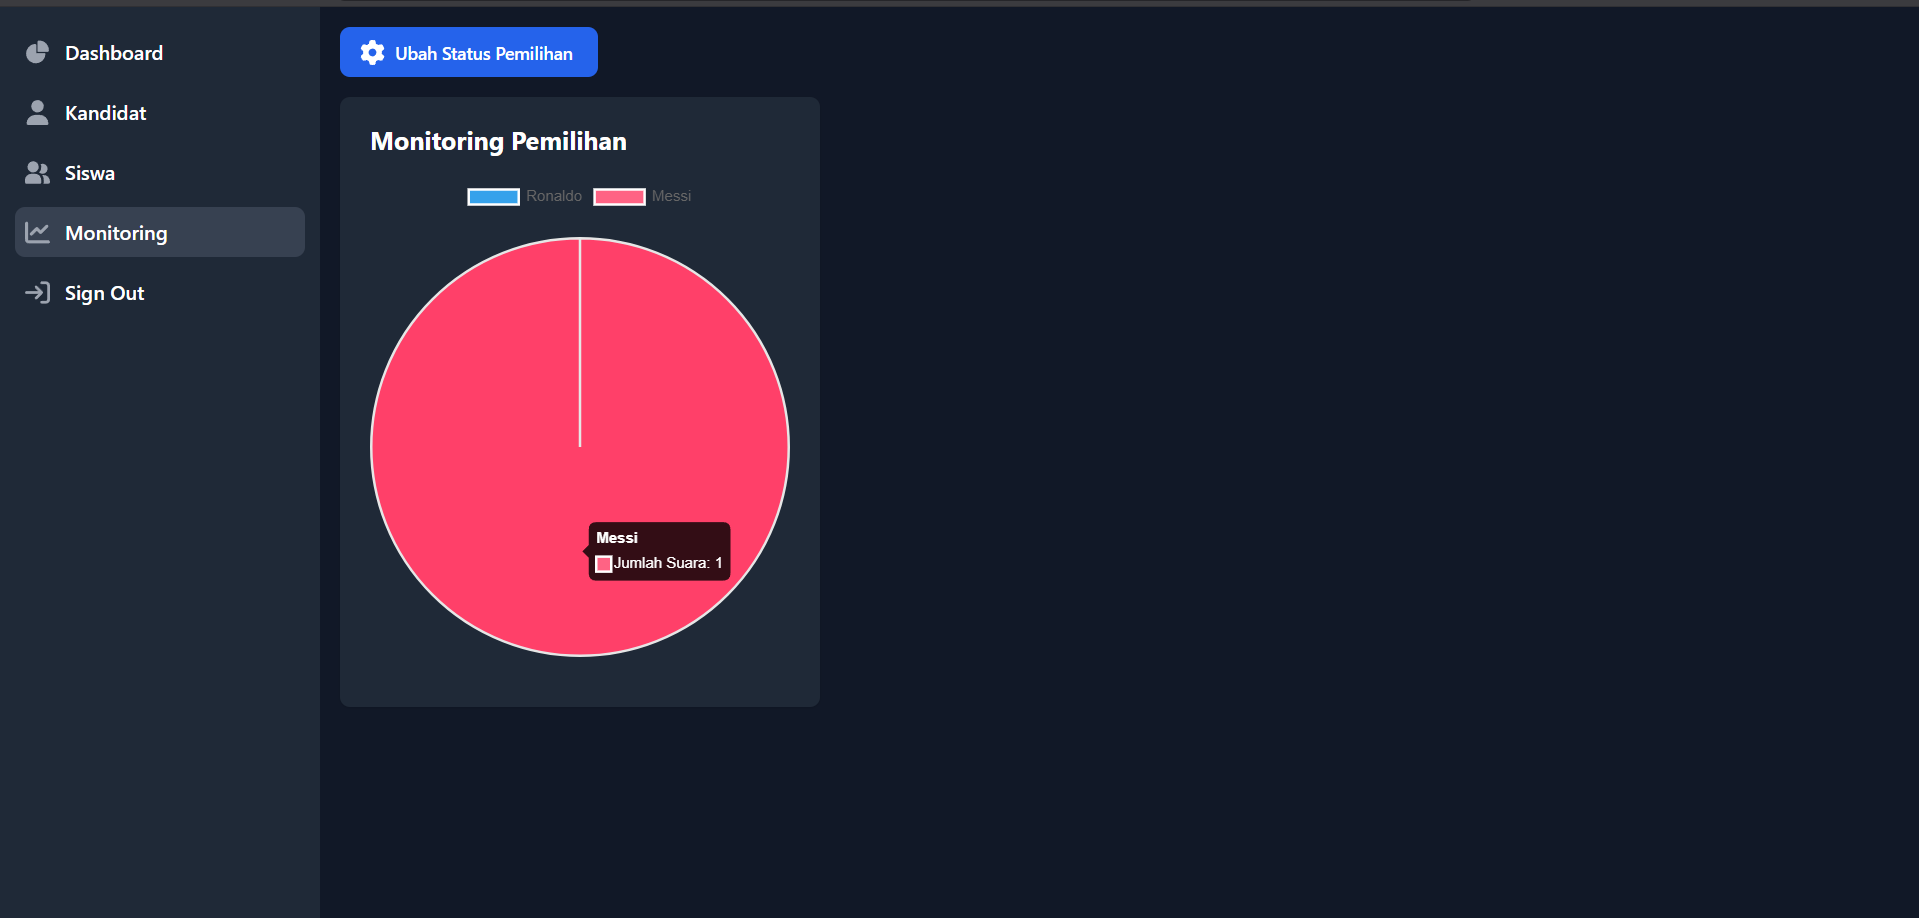 Dashboard
Kandidat
Siswa
Monitoring
Sign Out
Ubah Status Pemilihan
Monitoring Pemilihan
Ronaldo Messi
Messi
Jumlah Suara: 1